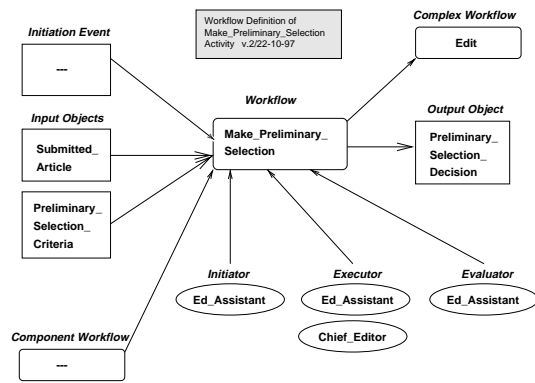 Initiation Event
---
Workflow Definition of
Make_Preliminary_Selection
Activity v.2/22-10-97
Complex Workflow
Edit
Input Objects
Submitted_
Article
Preliminary_
Selection_
Criteria
Workflow
Make_Preliminary_
Selection
Output Object
Preliminary_
Selection_
Decision
Initiator
Ed_Assistant
Executor
Ed_Assistant
Chief_Editor
Evaluator
Ed_Assistant
Component Workflow
---